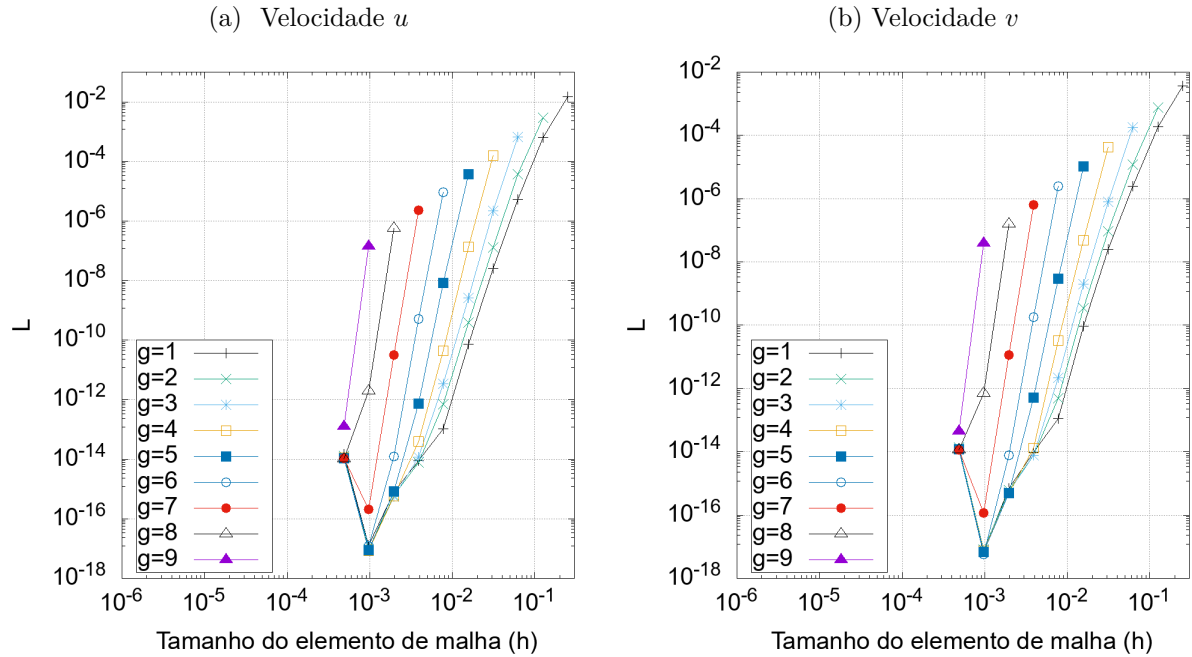 (a) Velocidade u
(b) Velocidade v
10^-2
10^-4
10^-6
10^-8
10^-10
10^-12
10^-14
10^-16
10^-18
L
g=1
g=2
g=3
g=4
g=5
g=6
g=7
g=8
g=9
10^-6 10^-5 10^-4 10^-3 10^-2 10^-1
Tamanho do elemento de malha (h)
10^-2
10^-4
10^-6
10^-8
10^-10
10^-12
10^-14
10^-16
10^-18
L
g=1
g=2
g=3
g=4
g=5
g=6
g=7
g=8
g=9
10^-6 10^-5 10^-4 10^-3 10^-2 10^-1
Tamanho do elemento de malha (h)